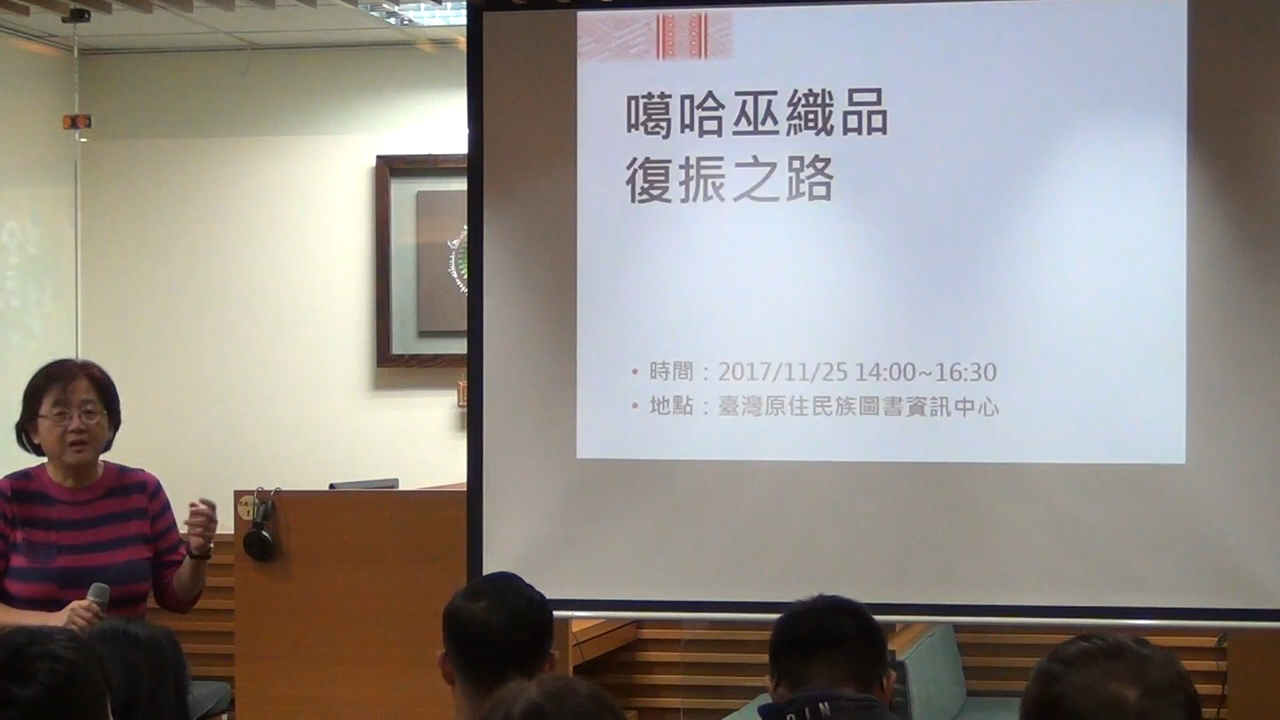 噶哈巫織品
復振之路
• 時間：2017/11/25 14:00~16:30
• 地點：臺灣原住民族圖書資訊中心